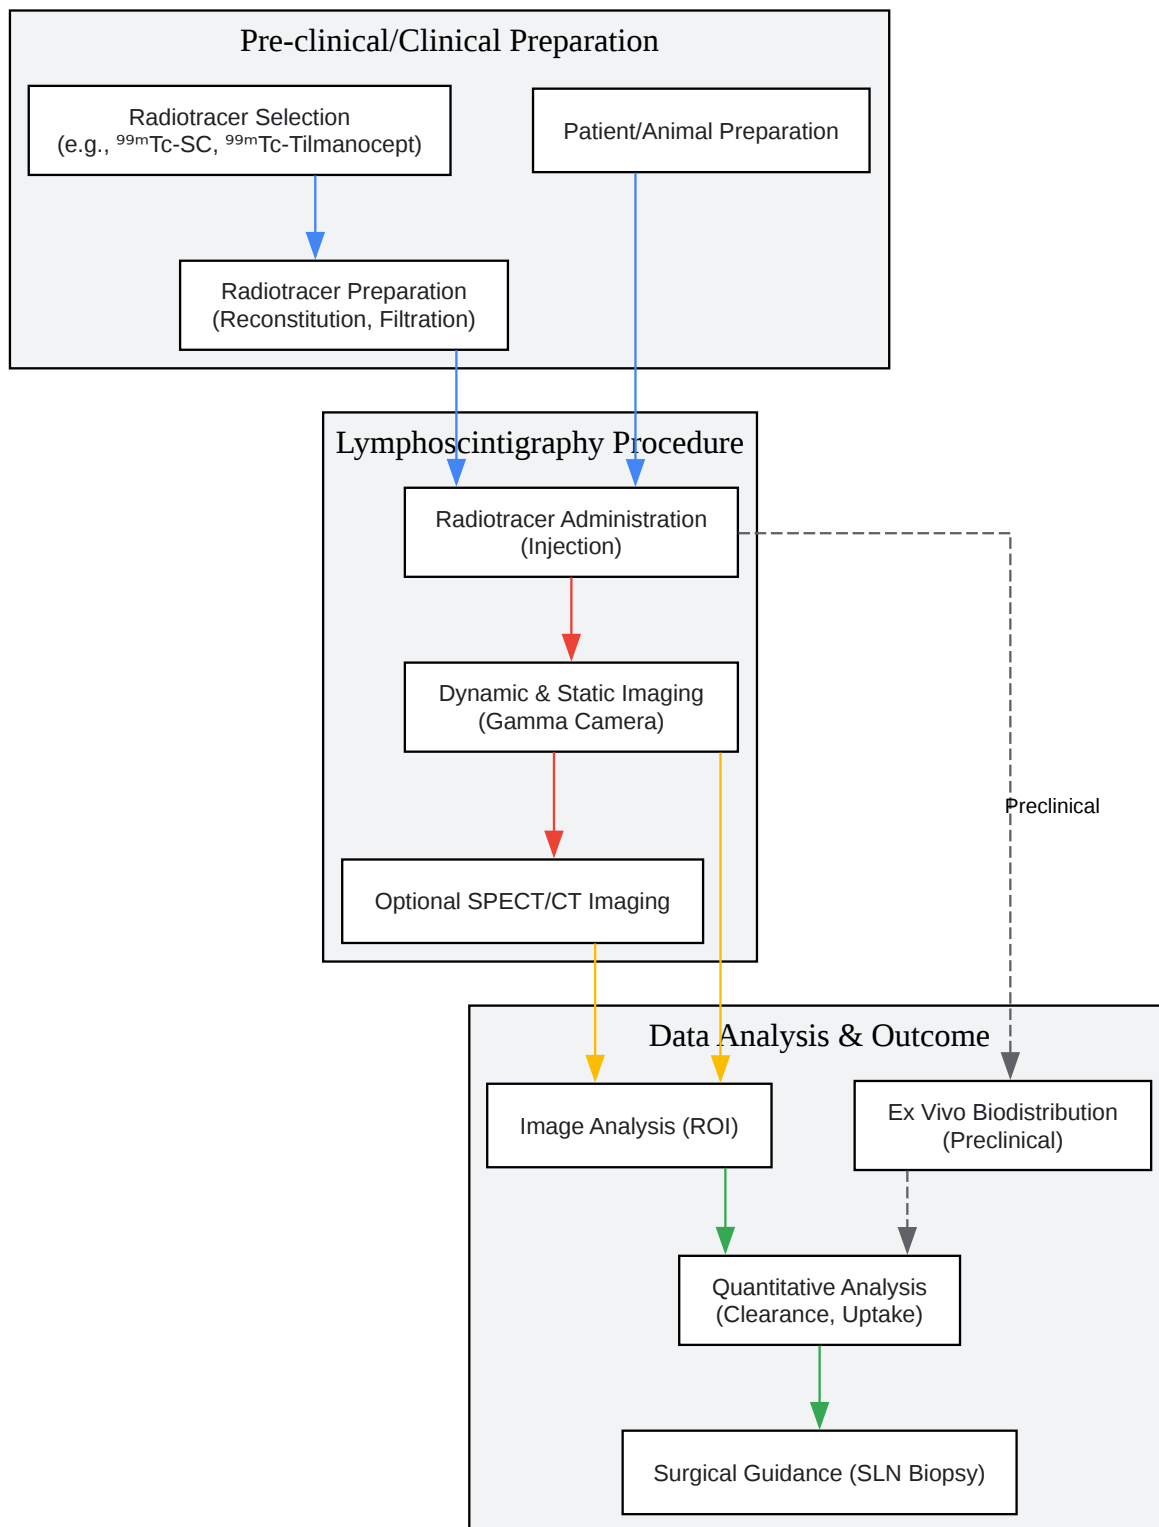 Pre-clinical/Clinical Preparation
Radiotracer Selection
(e.g., ⁹⁹ᵐTc-SC, ⁹⁹ᵐTc-Tilmanocept)
Patient/Animal Preparation
Radiotracer Preparation
(Reconstitution, Filtration)
Lymphoscintigraphy Procedure
Radiotracer Administration
(Injection)
Dynamic & Static Imaging
(Gamma Camera)
Preclinical
Optional SPECT/CT Imaging
Data Analysis & Outcome
Image Analysis (ROI)
Ex Vivo Biodistribution
(Preclinical)
Quantitative Analysis
(Clearance, Uptake)
Surgical Guidance (SLN Biopsy)